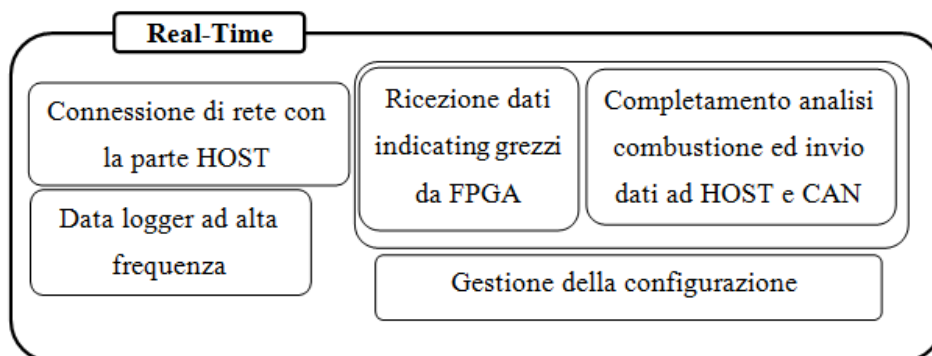 Real-Time
Connessione di rete con
la parte HOST
Data logger ad alta
frequenza
Ricezione dati
indicating grezzi
da FPGA
Completamento analisi
combustione ed invio
dati ad HOST e CAN
Gestione della configurazione